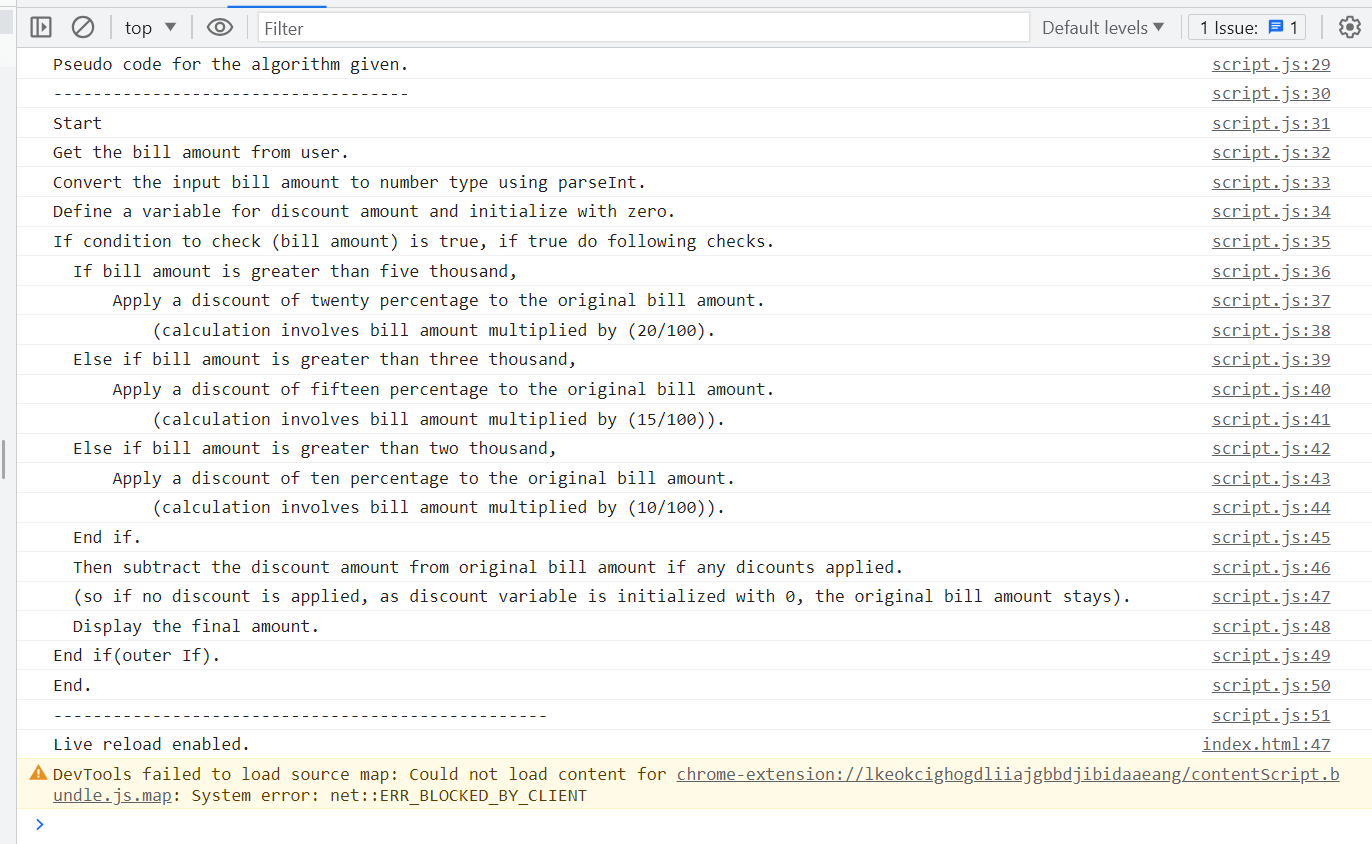 top ▼ Filter Default levels ▼ 1 Issue: 1
Pseudo code for the algorithm given. script.js:29
------------------------------------ script.js:30
Start script.js:31
Get the bill amount from user. script.js:32
Convert the input bill amount to number type using parseInt. script.js:33
Define a variable for discount amount and initialize with zero. script.js:34
If condition to check (bill amount) is true, if true do following checks. script.js:35
If bill amount is greater than five thousand, script.js:36
Apply a discount of twenty percentage to the original bill amount. script.js:37
(calculation involves bill amount multiplied by (20/100). script.js:38
Else if bill amount is greater than three thousand, script.js:39
Apply a discount of fifteen percentage to the original bill amount. script.js:40
(calculation involves bill amount multiplied by (15/100)). script.js:41
Else if bill amount is greater than two thousand, script.js:42
Apply a discount of ten percentage to the original bill amount. script.js:43
(calculation involves bill amount multiplied by (10/100)). script.js:44
End if. script.js:45
Then subtract the discount amount from original bill amount if any dicounts applied. script.js:46
(so if no discount is applied, as discount variable is initialized with 0, the original bill amount stays). script.js:47
Display the final amount. script.js:48
End if(outer If). script.js:49
End. script.js:50
-------------------------------------------------- script.js:51
Live reload enabled. index.html:47
DevTools failed to load source map: Could not load content for chrome-extension://lkeokcighogdliiajgbbdjibidaaeang/contentScript.b
undle.js.map: System error: net::ERR_BLOCKED_BY_CLIENT